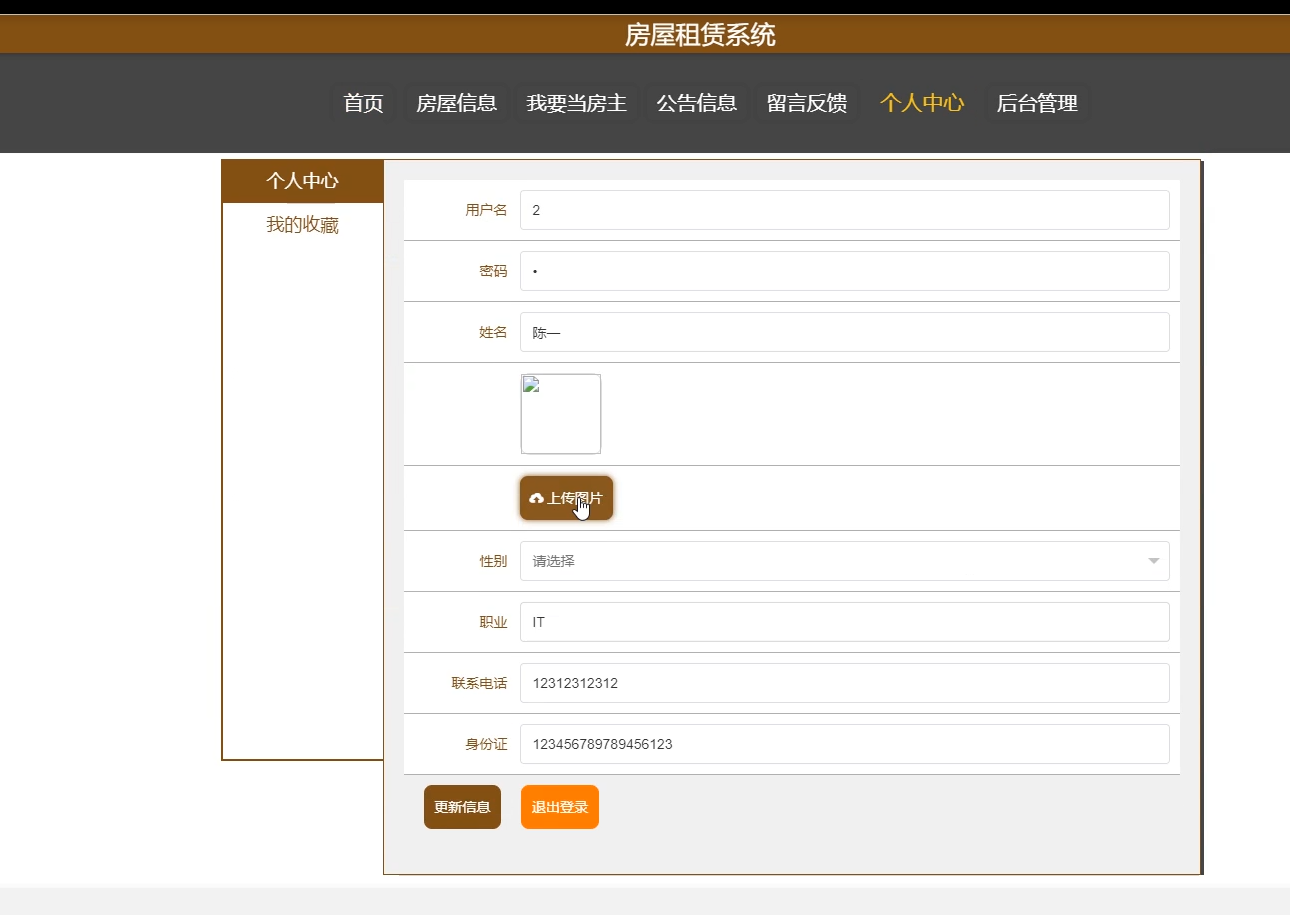 房屋租赁系统
首页 房屋信息 我要当房主 公告信息 留言反馈 个人中心 后台管理
个人中心
我的收藏
用户名 2
密码 •
姓名 陈一
上传图片
性别 请选择
职业 IT
联系电话 12312312312
身份证 123456789789456123
更新信息 退出登录